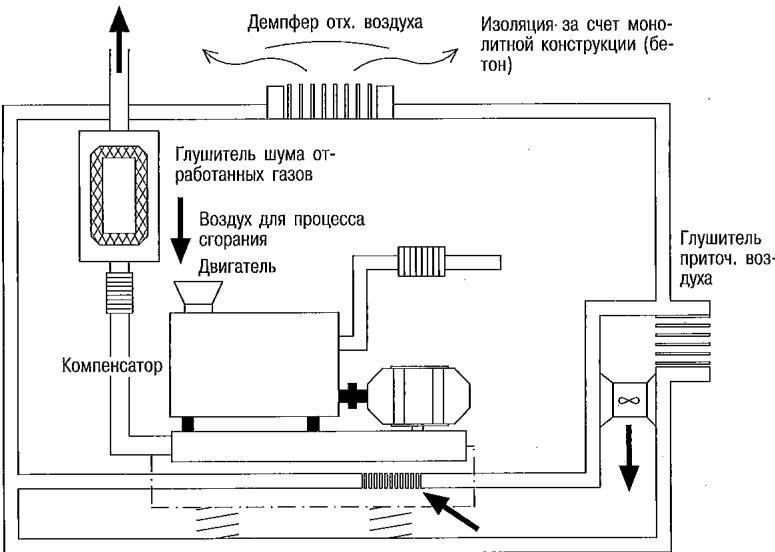 Демпфер отх. воздуха
Изоляция за счет моно-
литной конструкции (бе-
тон)
Глушитель шума от-
работанных газов
Воздух для процесса
сгорания
Двигатель
Глушитель
приточ. воз-
духа
Компенсатор